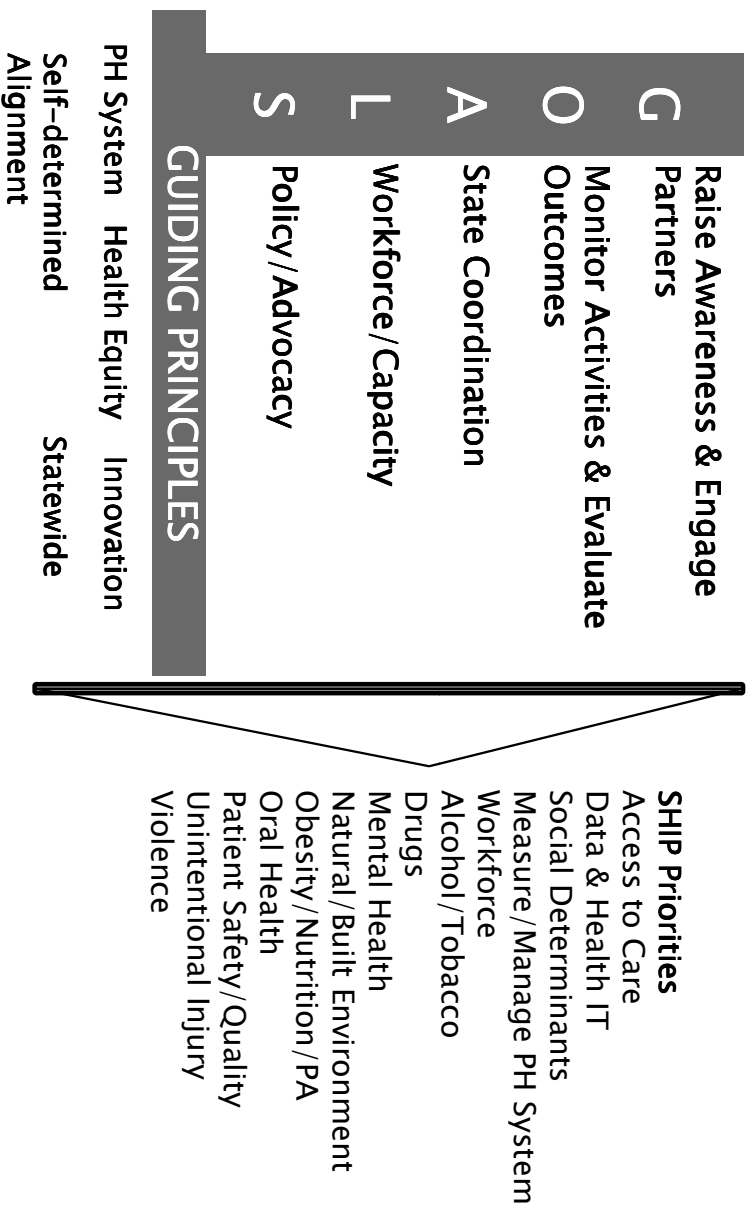 G
O
A
L
S
Raise Awareness & Engage
Partners
Monitor Activities & Evaluate
Outcomes
State Coordination
Workforce/Capacity
Policy/Advocacy
GUIDING PRINCIPLES
PH System Health Equity Innovation
Self-determined Statewide
Alignment
SHIP Priorities
Access to Care
Data & Health IT
Social Determinants
Measure/Manage PH System
Workforce
Alcohol/Tobacco
Drugs
Mental Health
Natural/Built Environment
Obesity/Nutrition/PA
Oral Health
Patient Safety/Quality
Unintentional Injury
Violence